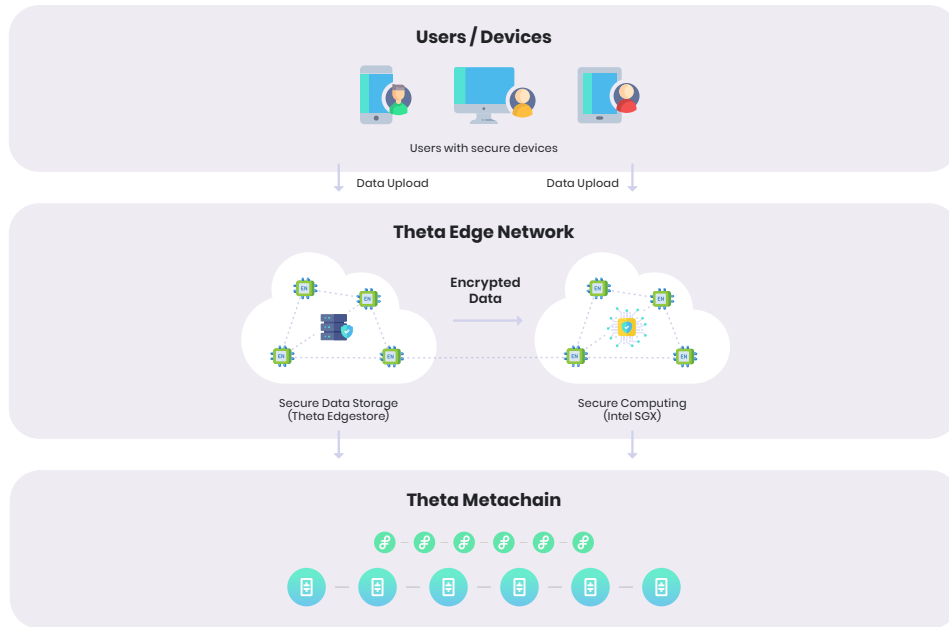 Users / Devices
Users with secure devices
Data Upload
Data Upload
Theta Edge Network
Encrypted
Data
EN
EN
EN
EN
EN
EN
EN
EN
Secure Data Storage
(Theta Edgestore)
Secure Computing
(Intel SGX)
Theta Metachain